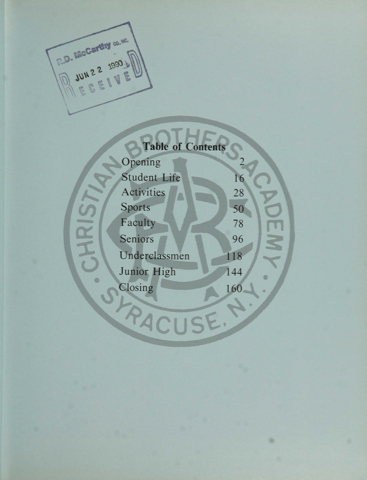 R.D. McCarthy
JUN 22 1990
RECEIVED
Table of Contents
Opening 2
Student Life 16
Activities 28
Sports 50
Faculty 78
Seniors 96
Underclassmen 118
Junior High 144
Closing 160
CHRISTIAN BROTHERS ACADEMY
SYRACUSE, N.Y.